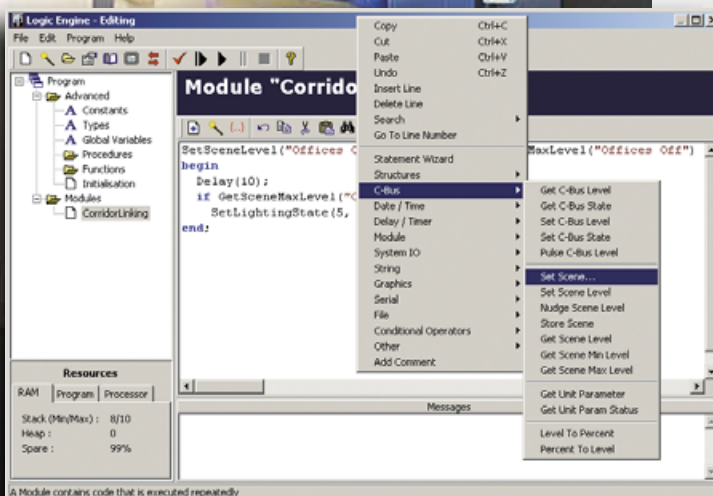 Logic Engine - Editing
File Edit Program Help
Program
Advanced
Constants
Types
Global Variables
Procedures
Functions
Initialisation
Modules
CorridorLinking
Resources
RAM Program Processor
Stack (Min/Max) : 8/10
Heap : 0
Spare : 99%
Module "Corrido
SetSceneLevel("Offices MaxLevel("Offices Off")
begin
Delay(10);
if GetSceneMaxLevel("C
SetLightingState(5,
end;
Messages
Copy Ctrl+C
Cut Ctrl+X
Paste Ctrl+V
Undo Ctrl+Z
Insert Line
Delete Line
Search
Go To Line Number
Statement Wizard
Structures
C-Bus
Date / Time
Delay / Timer
Module
System IO
String
Graphics
Serial
File
Conditional Operators
Other
Add Comment
Get C-Bus Level
Get C-Bus State
Set C-Bus Level
Set C-Bus State
Pulse C-Bus Level
Set Scene...
Set Scene Level
Nudge Scene Level
Store Scene
Get Scene Level
Get Scene Min Level
Get Scene Max Level
Get Unit Parameter
Get Unit Param Status
Level To Percent
Percent To Level
A Module contains code that is executed repeatedly